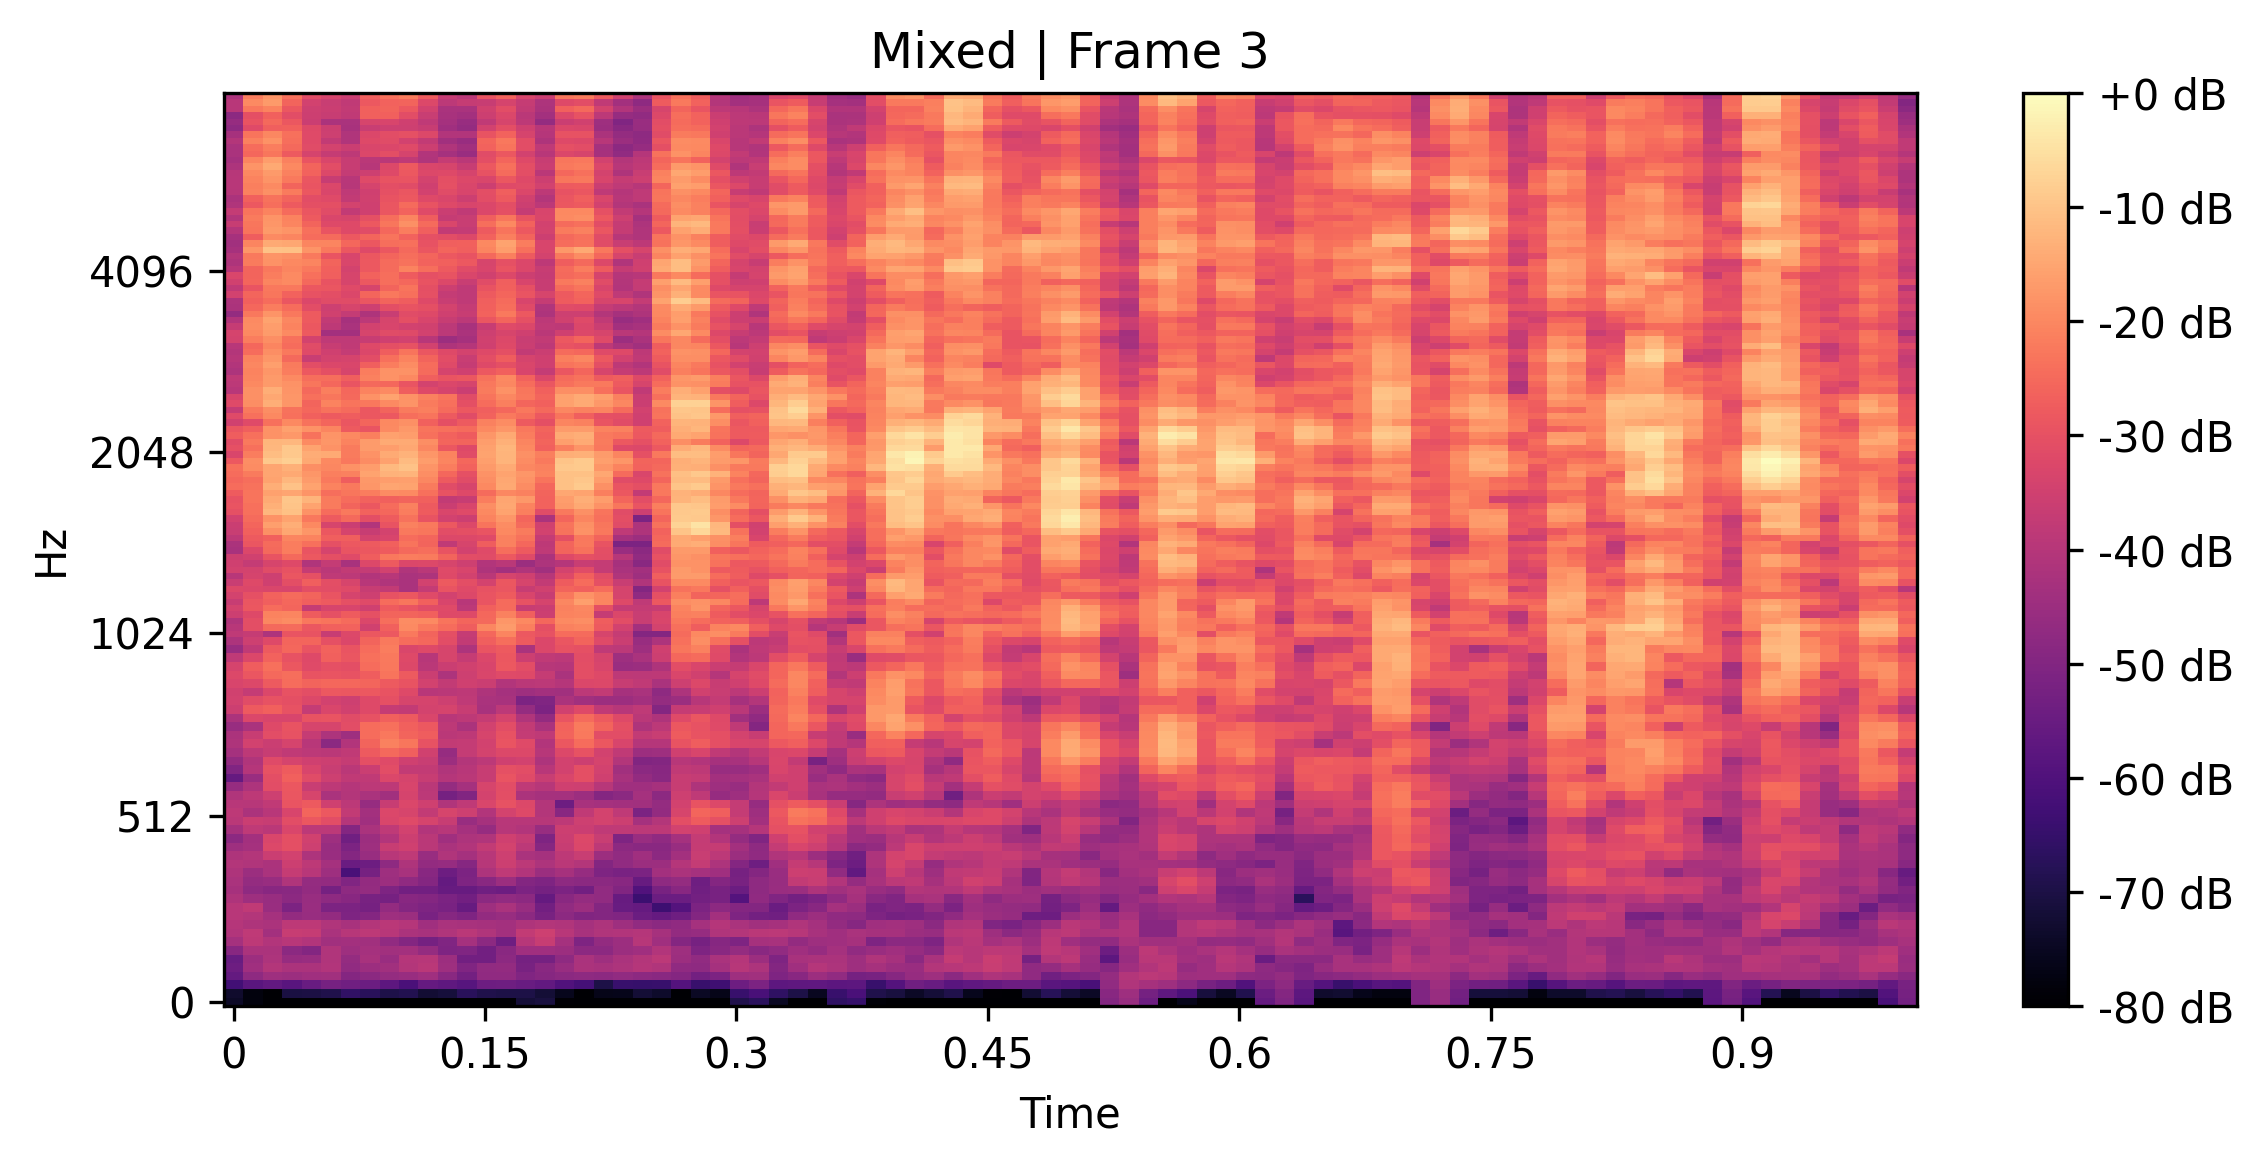 Mixed | Frame 3
+0 dB
-10 dB
-20 dB
-30 dB
-40 dB
-50 dB
-60 dB
-70 dB
-80 dB
4096
2048
1024
512
0
Hz
0 0.15 0.3 0.45 0.6 0.75 0.9
Time